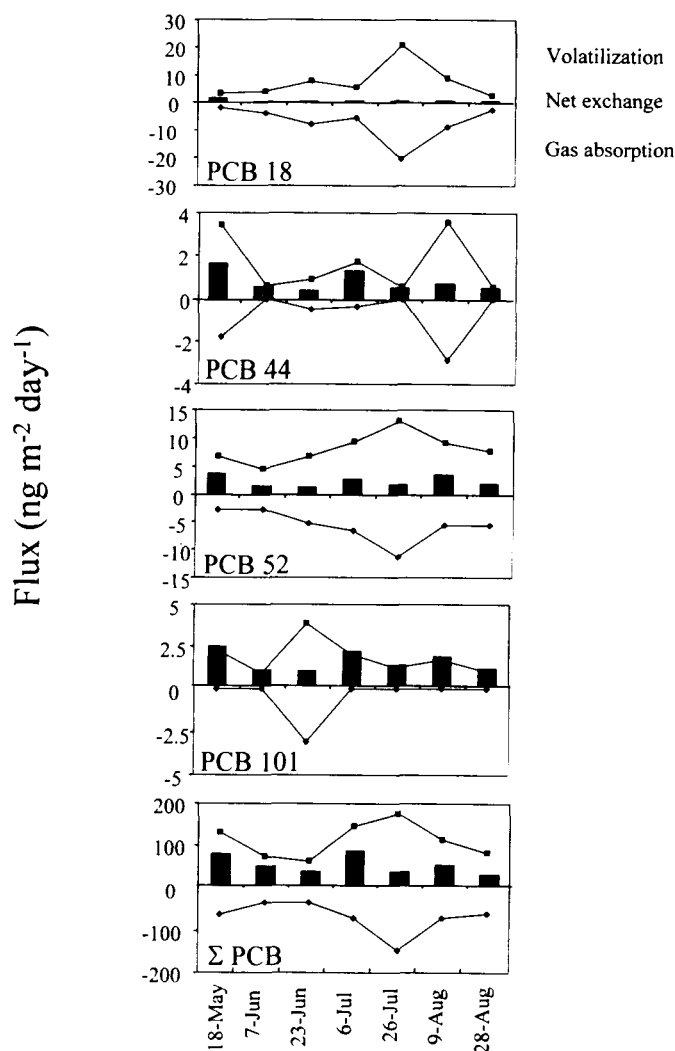 Flux (ng m⁻² day⁻¹)
30
20
10
0
-10
-20
-30
PCB 18
Volatilization
Net exchange
Gas absorption
4
2
0
-2
-4
PCB 44
15
10
5
0
-5
-10
-15
PCB 52
5
2.5
0
-2.5
-5
PCB 101
200
100
0
-100
-200
Σ PCB
18-May
7-Jun
23-Jun
6-Jul
26-Jul
9-Aug
28-Aug